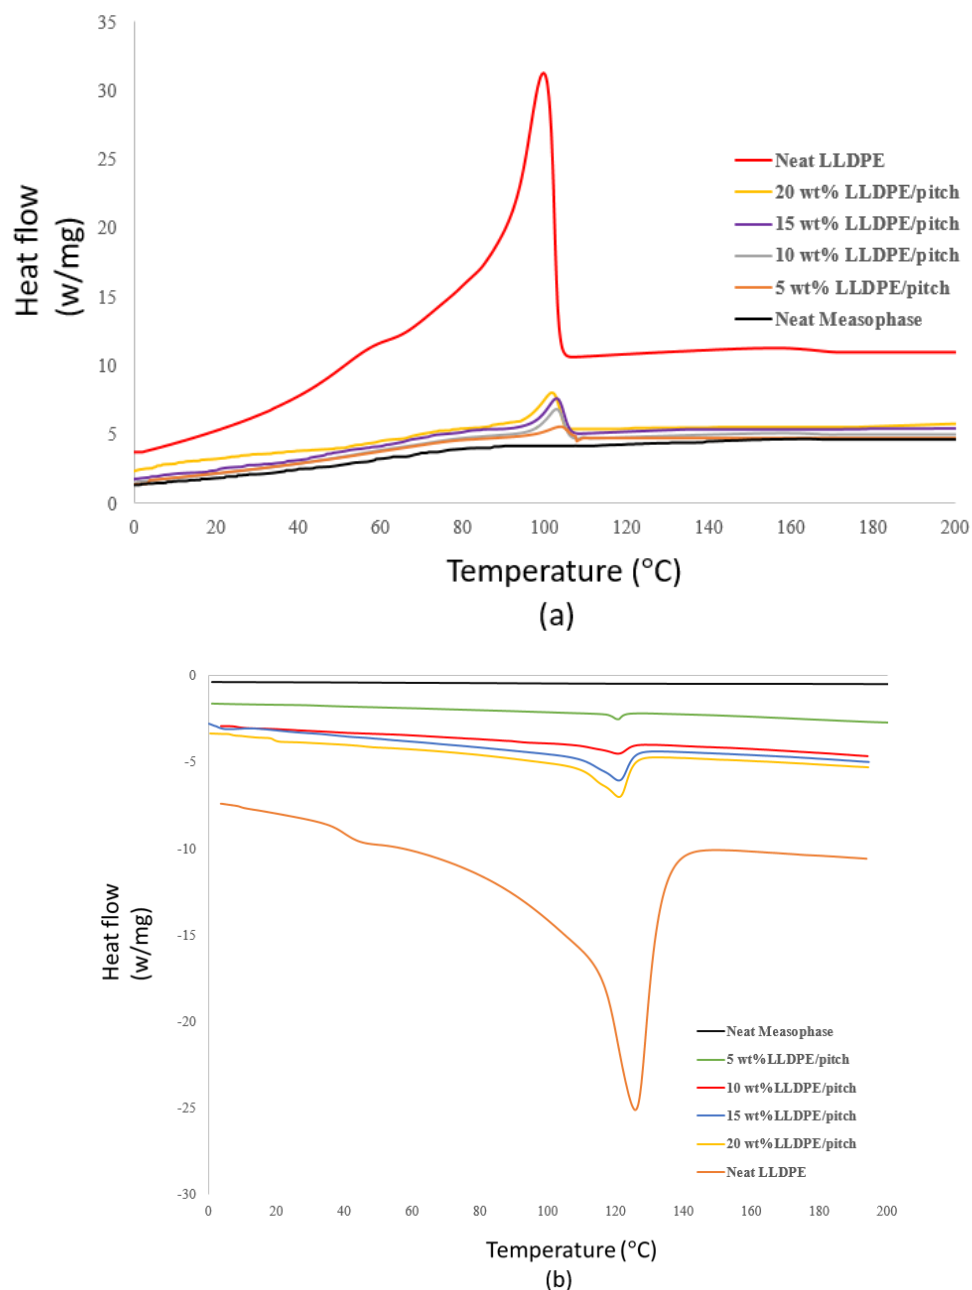 35
30
25
20
15
10
5
0
Heat flow
(w/mg)
Neat LLDPE
20 wt% LLDPE/pitch
15 wt% LLDPE/pitch
10 wt% LLDPE/pitch
5 wt% LLDPE/pitch
Neat Measophase
0 20 40 60 80 100 120 140 160 180 200
Temperature (°C)
(a)
0
-5
-10
-15
-20
-25
-30
Heat flow
(w/mg)
Neat Measophase
5 wt%LLDPE/pitch
10 wt%LLDPE/pitch
15 wt%LLDPE/pitch
20 wt%LLDPE/pitch
Neat LLDPE
0 20 40 60 80 100 120 140 160 180 200
Temperature (°C)
(b)